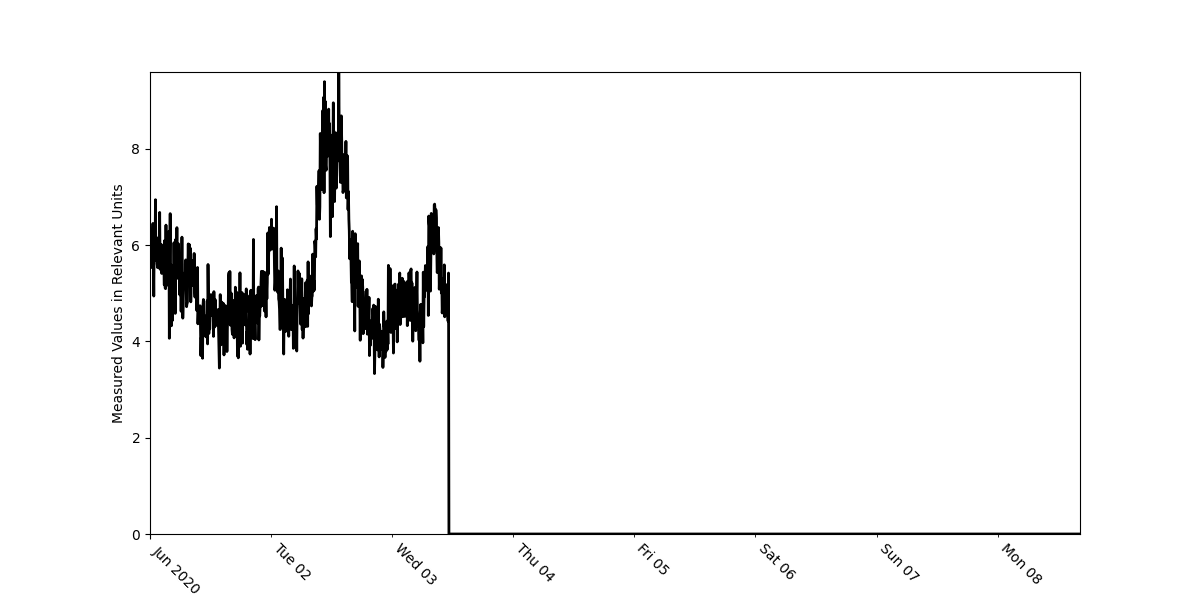 Measured Values in Relevant Units
8
6
4
2
0
Jun 2020
Tue 02
Wed 03
Thu 04
Fri 05
Sat 06
Sun 07
Mon 08